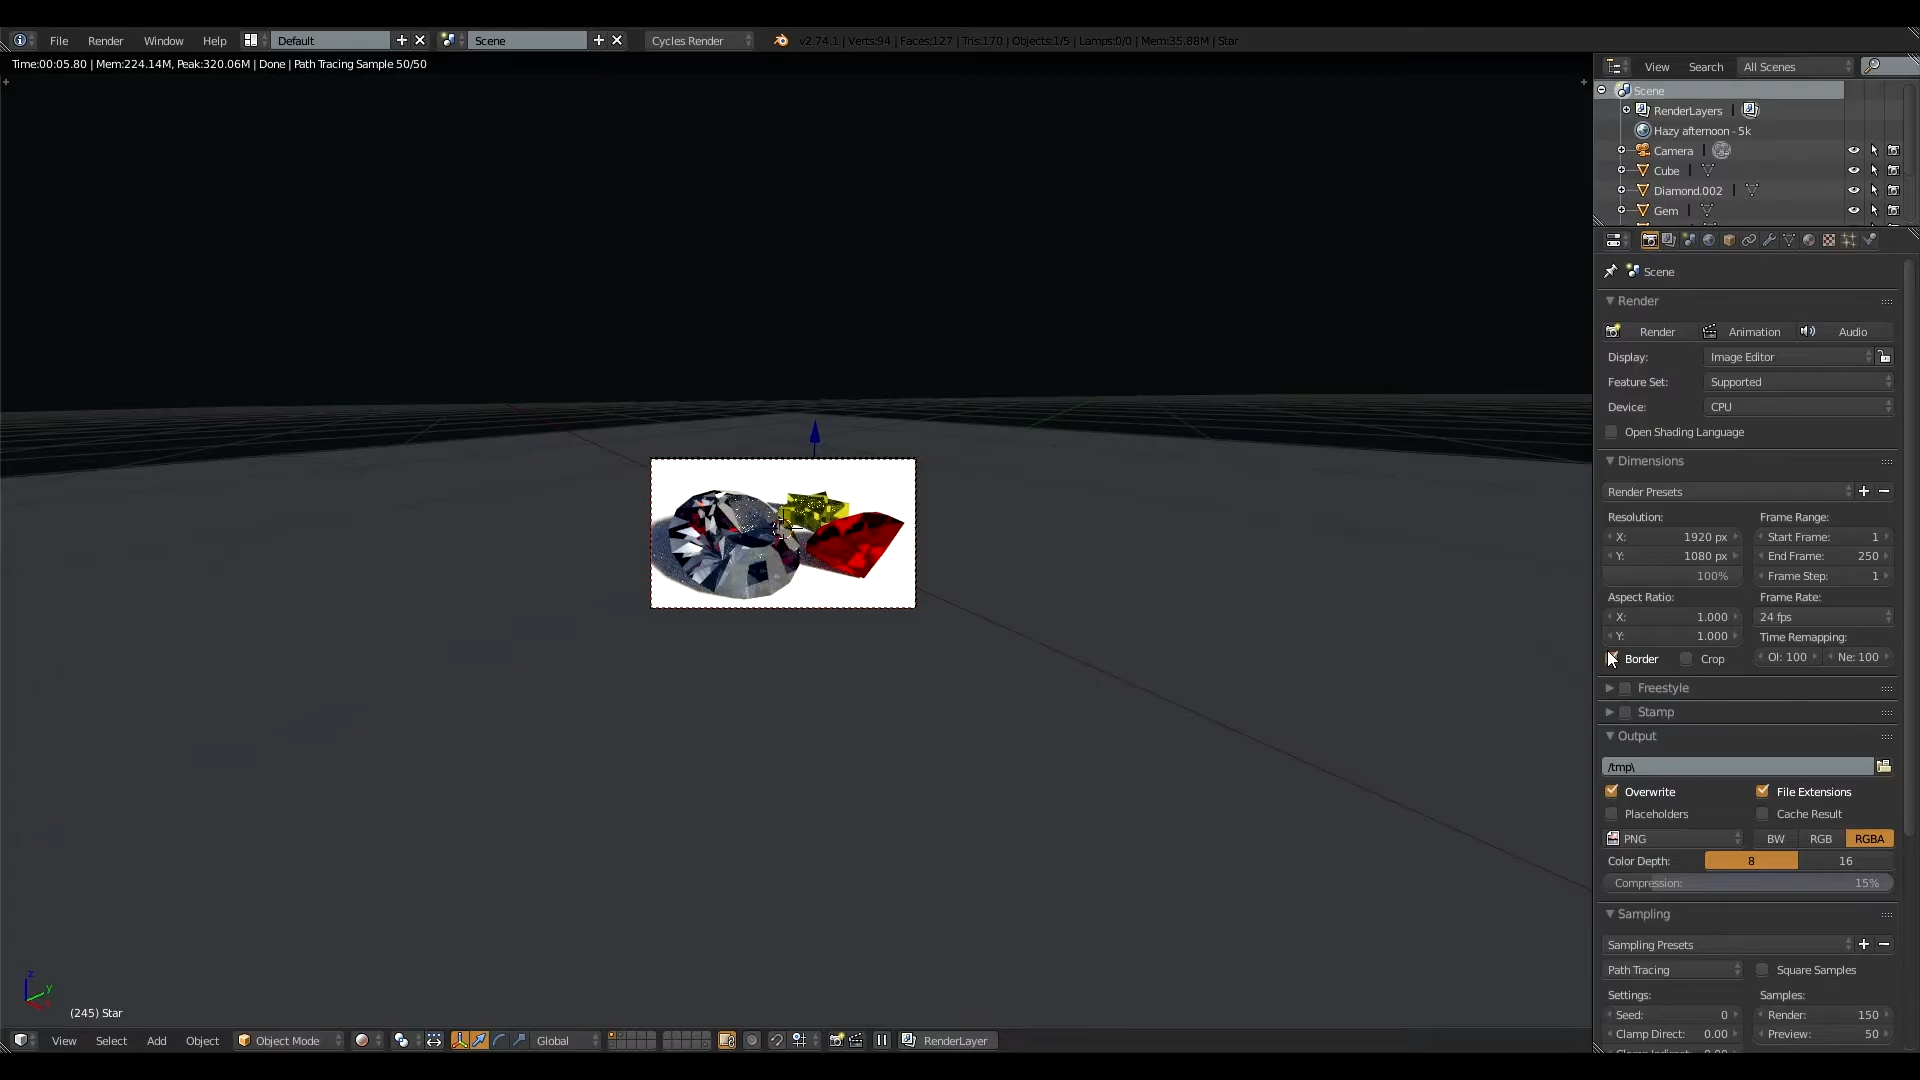 File Render Window Help Default Scene Cycles Render v2.74.1 | Verts:94 | Faces:127 | Tris:170 | Objects:1/5 | Lamps:0/0 | Mem:35.88M | Star
Time:00:05.80 | Mem:224.14M, Peak:320.06M | Done | Path Tracing Sample 50/50
View Search All Scenes
Scene
RenderLayers |
Hazy afternoon - 5k
Camera |
Cube |
Diamond.002 |
Gem |
Scene
Render
Render Animation Audio
Display: Image Editor
Feature Set: Supported
Device: CPU
Open Shading Language
Dimensions
Render Presets
Resolution: Frame Range:
X: 1920 px Start Frame: 1
Y: 1080 px End Frame: 250
100% Frame Step: 1
Aspect Ratio: Frame Rate:
X: 1.000 24 fps
Y: 1.000 Time Remapping:
Border Crop Ol: 100 Ne: 100
Freestyle
Stamp
Output
/tmp\
Overwrite File Extensions
Placeholders Cache Result
PNG BW RGB RGBA
Color Depth: 8 16
Compression: 15%
Sampling
Sampling Presets
Path Tracing Square Samples
Settings: Samples:
Seed: 0 Render: 150
Clamp Direct: 0.00 Preview: 50
z
y
(245) Star
View Select Add Object Object Mode Global RenderLayer